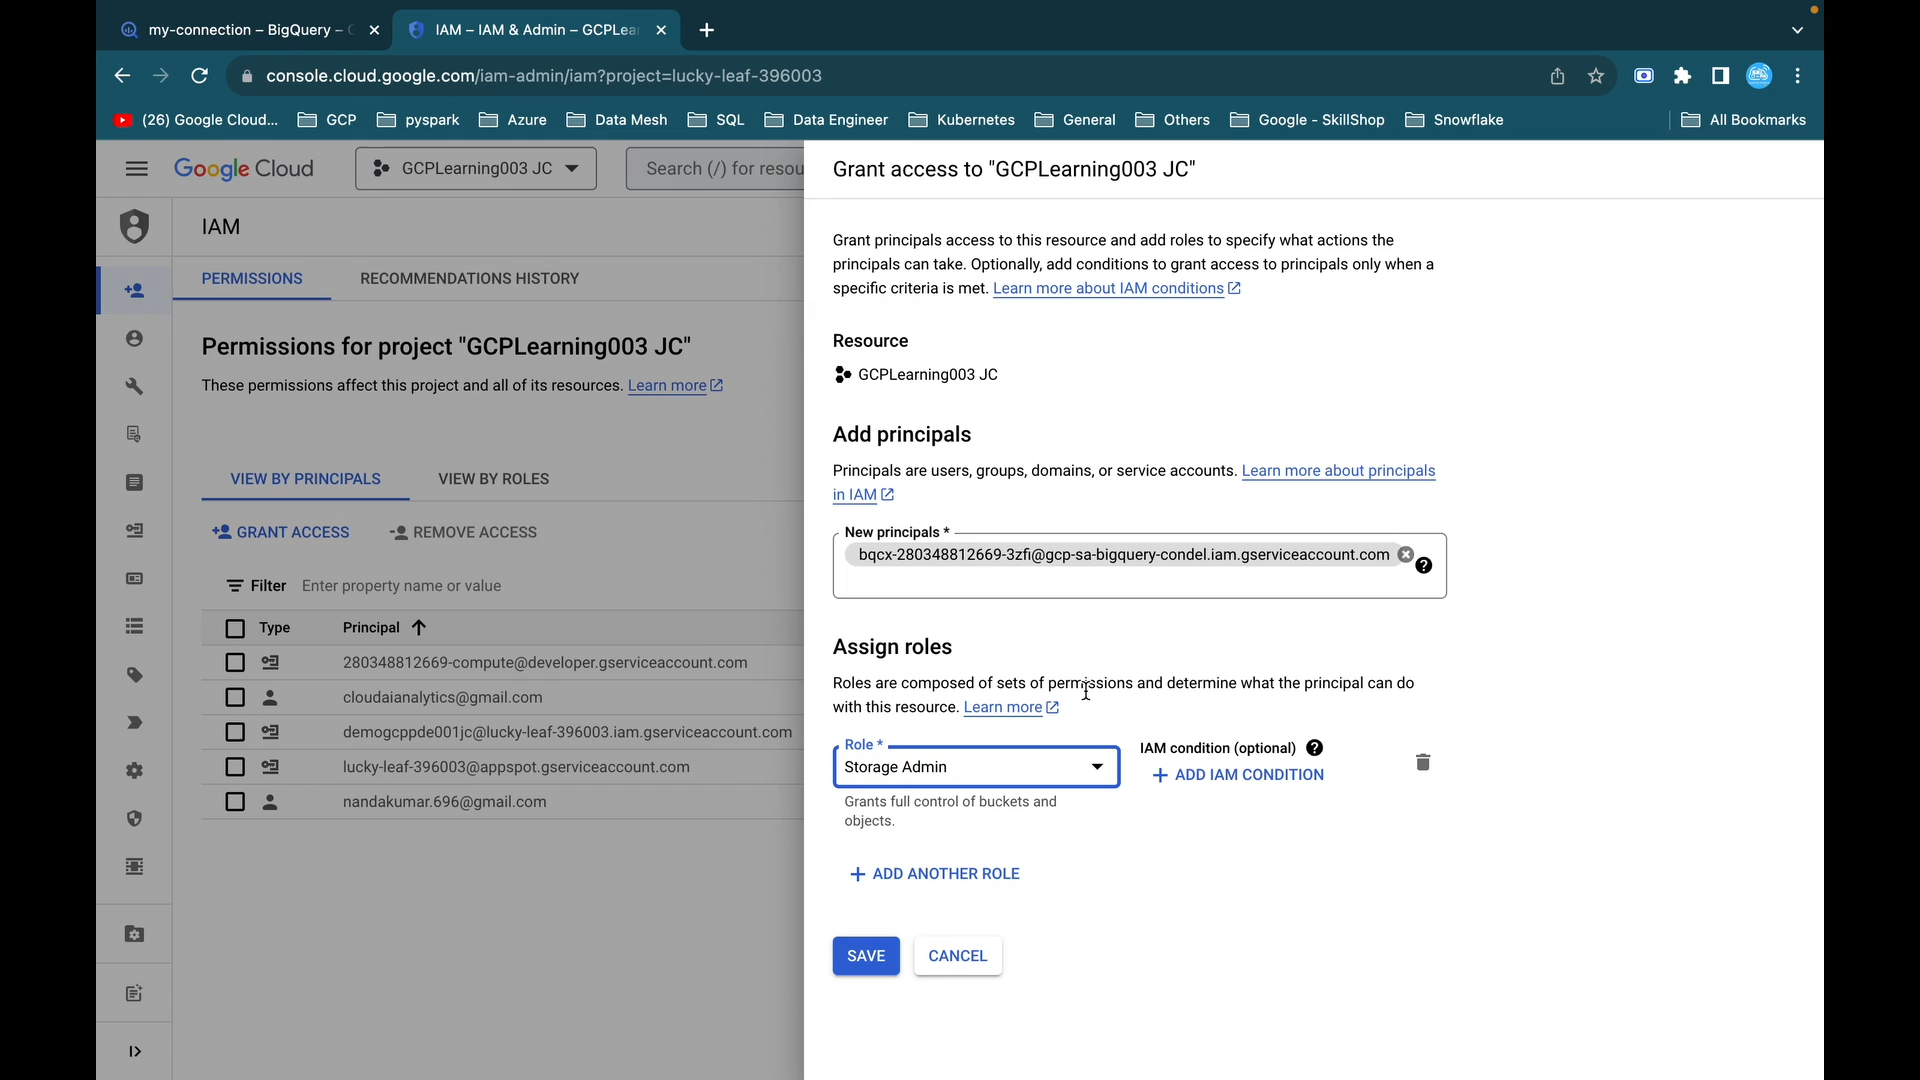 my-connection – BigQuery –
IAM – IAM & Admin – GCPLear
console.cloud.google.com/iam-admin/iam?project=lucky-leaf-396003
(26) Google Cloud... GCP pyspark Azure Data Mesh SQL Data Engineer Kubernetes General Others Google - SkillShop Snowflake All Bookmarks
Google Cloud GCPLearning003 JC Search (/) for resou
IAM
PERMISSIONS RECOMMENDATIONS HISTORY
Permissions for project "GCPLearning003 JC"
These permissions affect this project and all of its resources. Learn more
VIEW BY PRINCIPALS VIEW BY ROLES
GRANT ACCESS REMOVE ACCESS
Filter Enter property name or value
Type Principal
280348812669-compute@developer.gserviceaccount.com
cloudaianalytics@gmail.com
demogcppde001jc@lucky-leaf-396003.iam.gserviceaccount.com
lucky-leaf-396003@appspot.gserviceaccount.com
nandakumar.696@gmail.com
Grant access to "GCPLearning003 JC"
Grant principals access to this resource and add roles to specify what actions the
principals can take. Optionally, add conditions to grant access to principals only when a
specific criteria is met. Learn more about IAM conditions
Resource
GCPLearning003 JC
Add principals
Principals are users, groups, domains, or service accounts. Learn more about principals
in IAM
New principals *
bqcx-280348812669-3zfi@gcp-sa-bigquery-condel.iam.gserviceaccount.com
Assign roles
Roles are composed of sets of permissions and determine what the principal can do
with this resource. Learn more
Role * IAM condition (optional)
Storage Admin ADD IAM CONDITION
Grants full control of buckets and
objects.
ADD ANOTHER ROLE
SAVE CANCEL